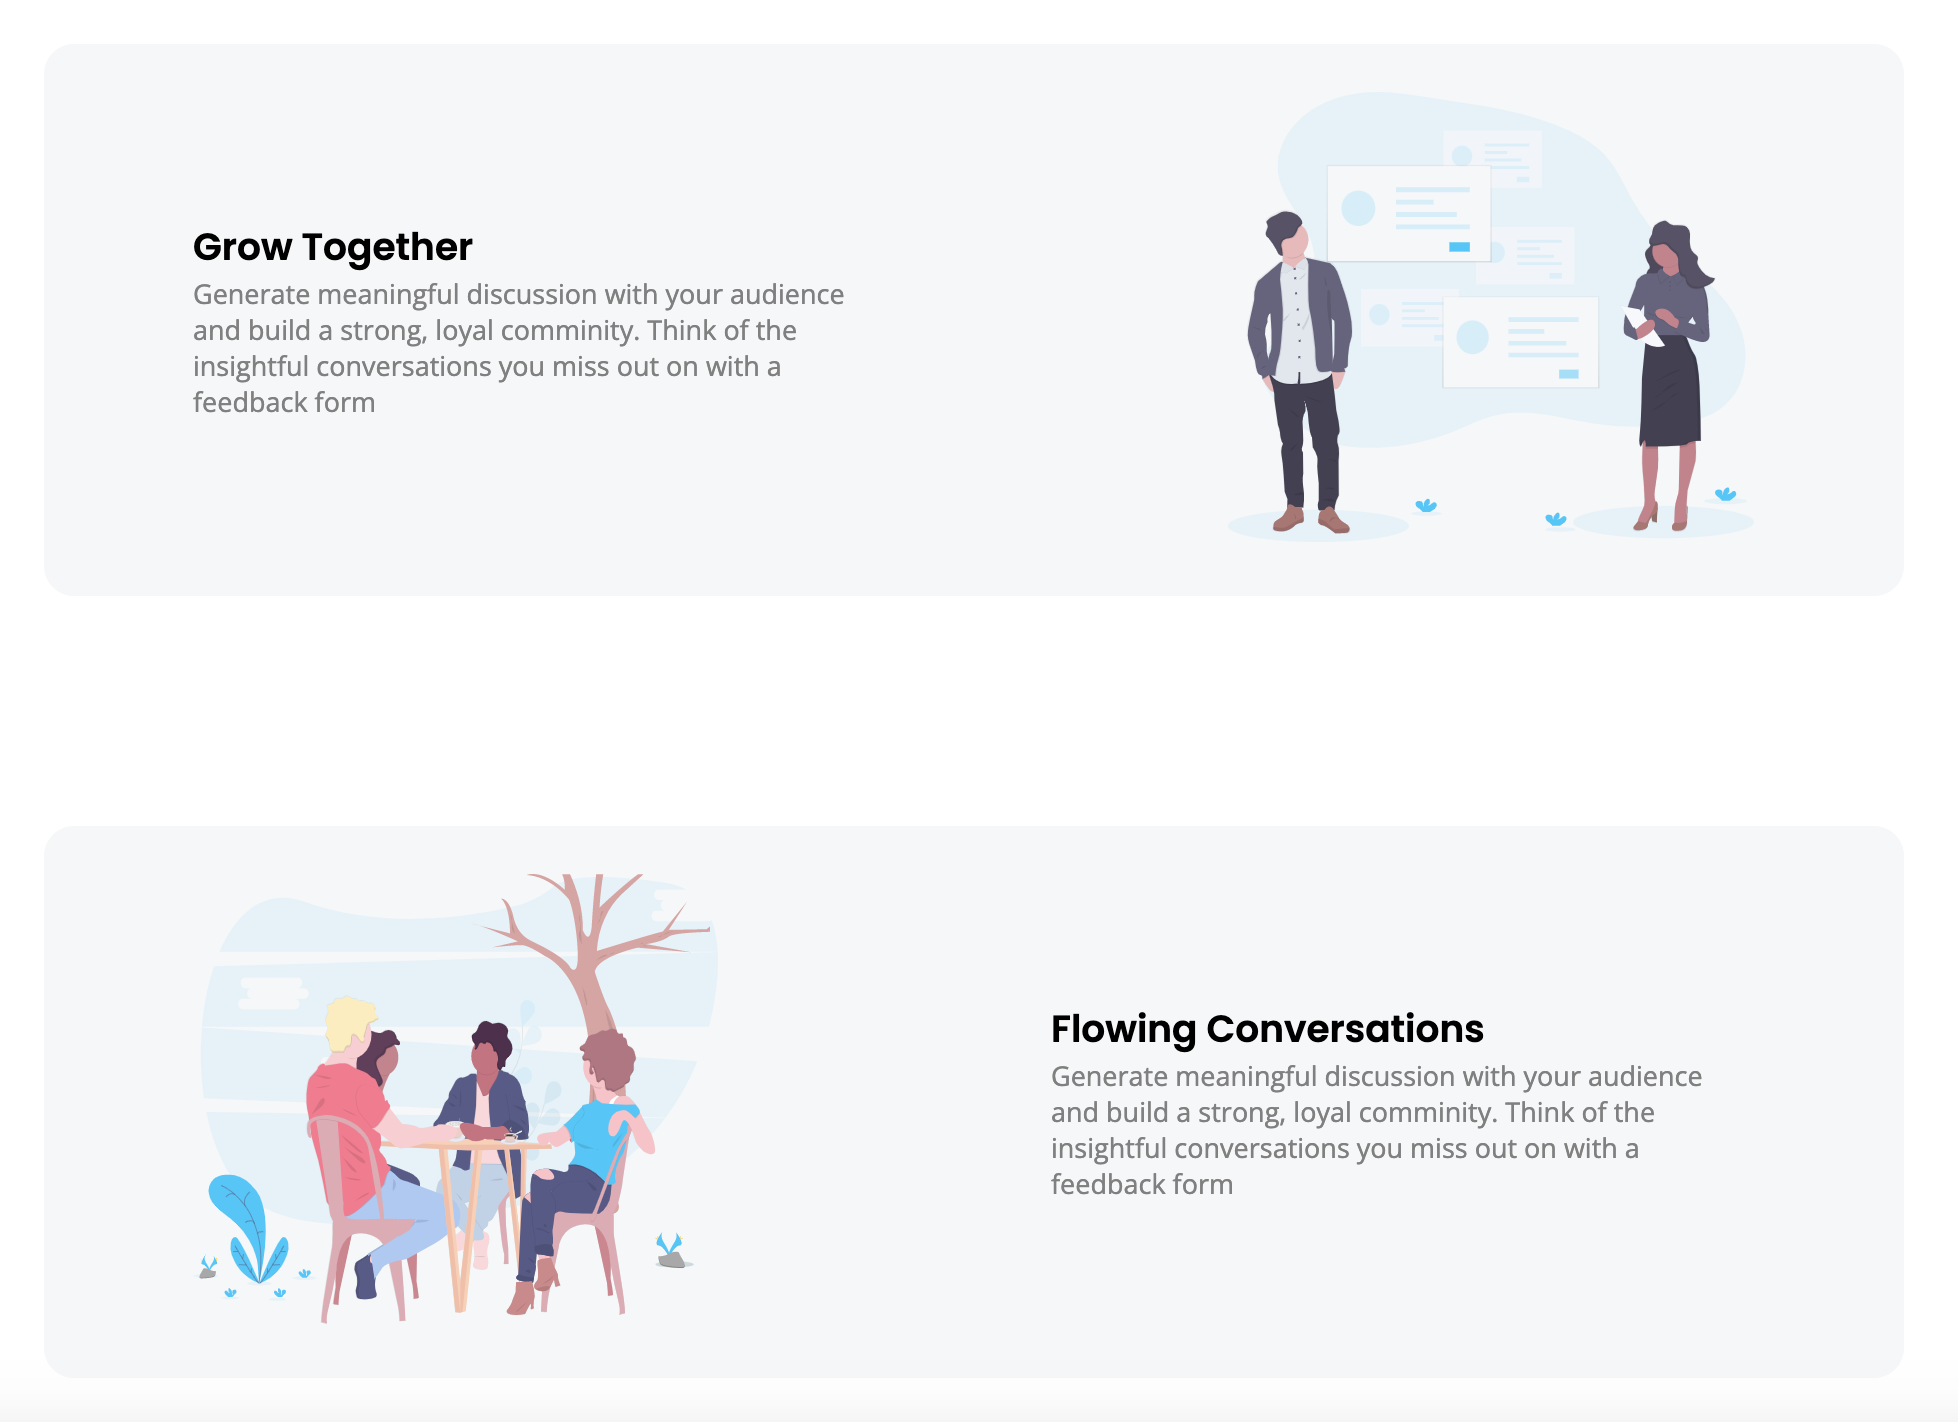 Grow Together
Generate meaningful discussion with your audience
and build a strong, loyal comminity. Think of the
insightful conversations you miss out on with a
feedback form
Flowing Conversations
Generate meaningful discussion with your audience
and build a strong, loyal comminity. Think of the
insightful conversations you miss out on with a
feedback form